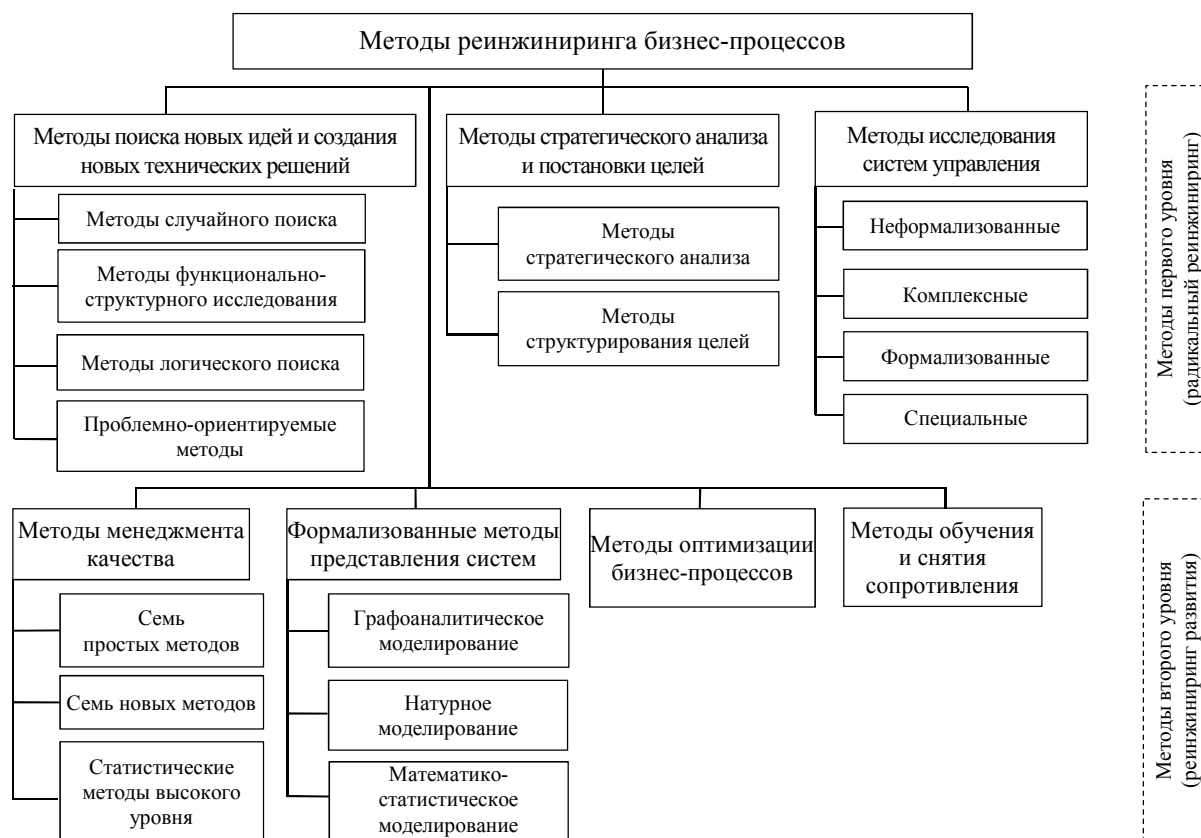 Методы реинжиниринга бизнес-процессов
Методы поиска новых идей и создания
новых технических решений
Методы случайного поиска
Методы функционально-
структурного исследования
Методы логического поиска
Проблемно-ориентируемые
методы
Методы стратегического анализа
и постановки целей
Методы
стратегического анализа
Методы
структурирования целей
Методы исследования
систем управления
Неформализованные
Комплексные
Формализованные
Специальные
Методы первого уровня
(радикальный реинжиниринг)
Методы менеджмента
качества
Семь
простых методов
Семь новых методов
Статистические
методы высокого
уровня
Формализованные методы
представления систем
Графоаналитическое
моделирование
Натурное
моделирование
Математико-
статистическое
моделирование
Методы оптимизации
бизнес-процессов
Методы обучения
и снятия
сопротивления
Методы второго уровня
(реинжиниринг развития)